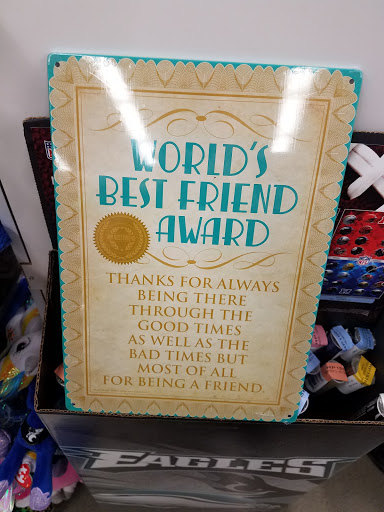 WORLD'S
BEST FRIEND
AWARD
THANKS FOR ALWAYS
BEING THERE
THROUGH THE
GOOD TIMES
AS WELL AS THE
BAD TIMES BUT
MOST OF ALL
FOR BEING A FRIEND.
EAGLES